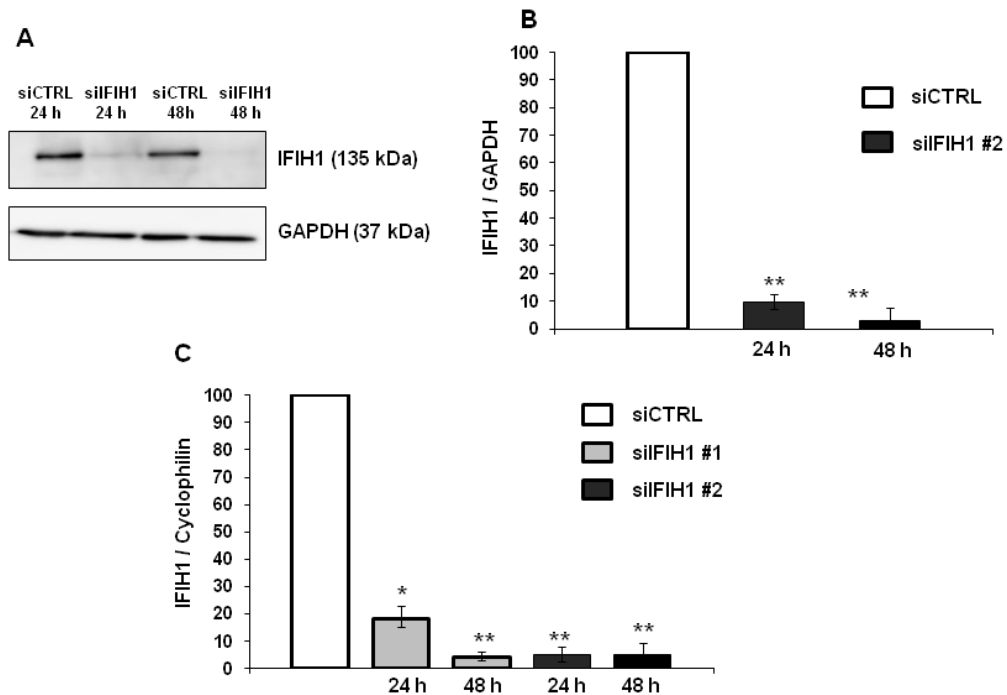 A
siCTRL siIFIH1 siCTRL siIFIH1
24 h 24 h 48h 48 h
IFIH1 (135 kDa)
GAPDH (37 kDa)
B
100
90
80
70
60
50
40
30
20
10
0
IFIH1 / GAPDH
siCTRL
siIFIH1 #2
** **
24 h 48 h
C
100
90
80
70
60
50
40
30
20
10
0
IFIH1 / Cyclophilin
siCTRL
siIFIH1 #1
siIFIH1 #2
* ** ** **
24 h 48 h 24 h 48 h